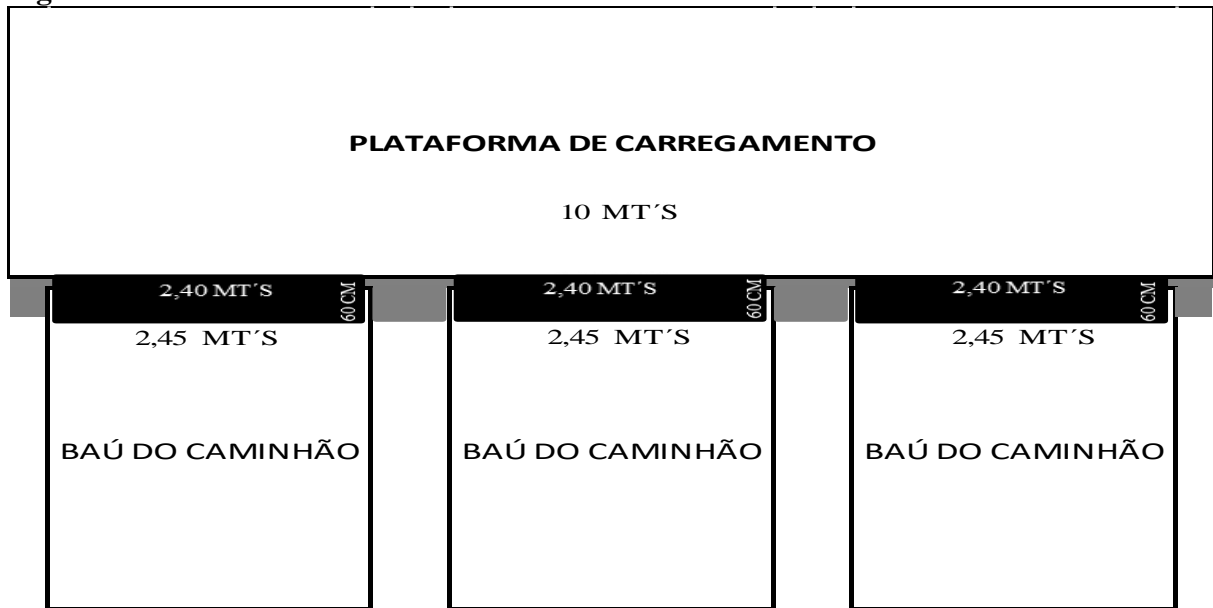 PLATAFORMA DE CARREGAMENTO
10 MT´S
2,40 MT´S 60 CM 2,40 MT´S 60 CM 2,40 MT´S 60 CM
2,45 MT´S 2,45 MT´S 2,45 MT´S
BAÚ DO CAMINHÃO BAÚ DO CAMINHÃO BAÚ DO CAMINHÃO